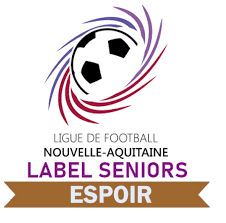 LIGUE DE FOOTBALL
NOUVELLE-AQUITAINE
LABEL SENIORS
ESPOIR